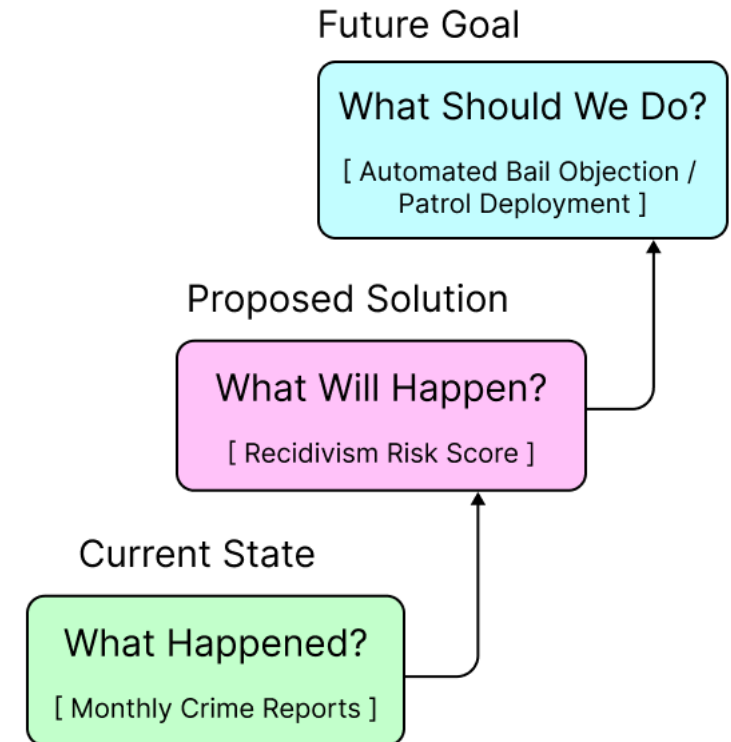 Future Goal
What Should We Do?
[ Automated Bail Objection /
Patrol Deployment ]
Proposed Solution
What Will Happen?
[ Recidivism Risk Score ]
Current State
What Happened?
[ Monthly Crime Reports ]